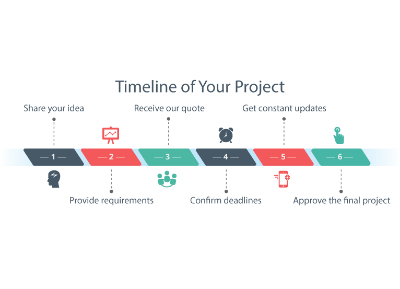 Timeline of Your Project
Share your idea
Receive our quote
Get constant updates
1
2
3
4
5
6
Provide requirements
Confirm deadlines
Approve the final project